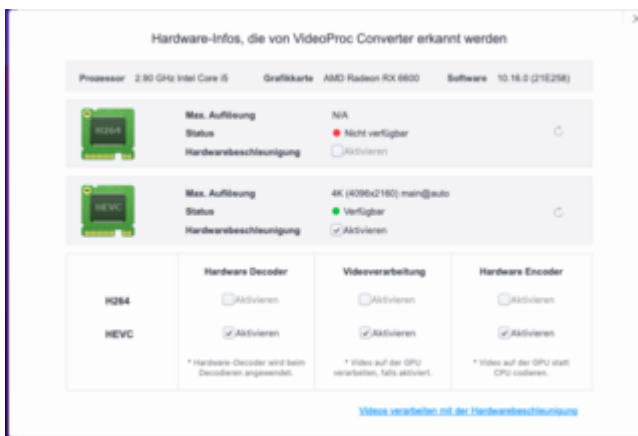 Hardware-Infos, die von VideoProc Converter erkannt werden
Prozessor 2.90 GHz Intel Core i5 Grafikkarte AMD Radeon RX 6600 Software 10.16.0 (21E258)
H264
Max. Auflösung N/A
Status Nicht verfügbar
Hardwarebeschleunigung Aktivieren
HEVC
Max. Auflösung 4K (4096x2160) main@auto
Status Verfügbar
Hardwarebeschleunigung Aktivieren
Hardware Decoder Videoverarbeitung Hardware Encoder
H264 Aktivieren Aktivieren Aktivieren
HEVC Aktivieren Aktivieren Aktivieren
* Hardware-Decoder wird beim Decodieren angewendet.
* Video auf der GPU verarbeiten, falls aktiviert.
* Video auf der GPU statt CPU codieren.
Videos verarbeiten mit der Hardwarebeschleunigung